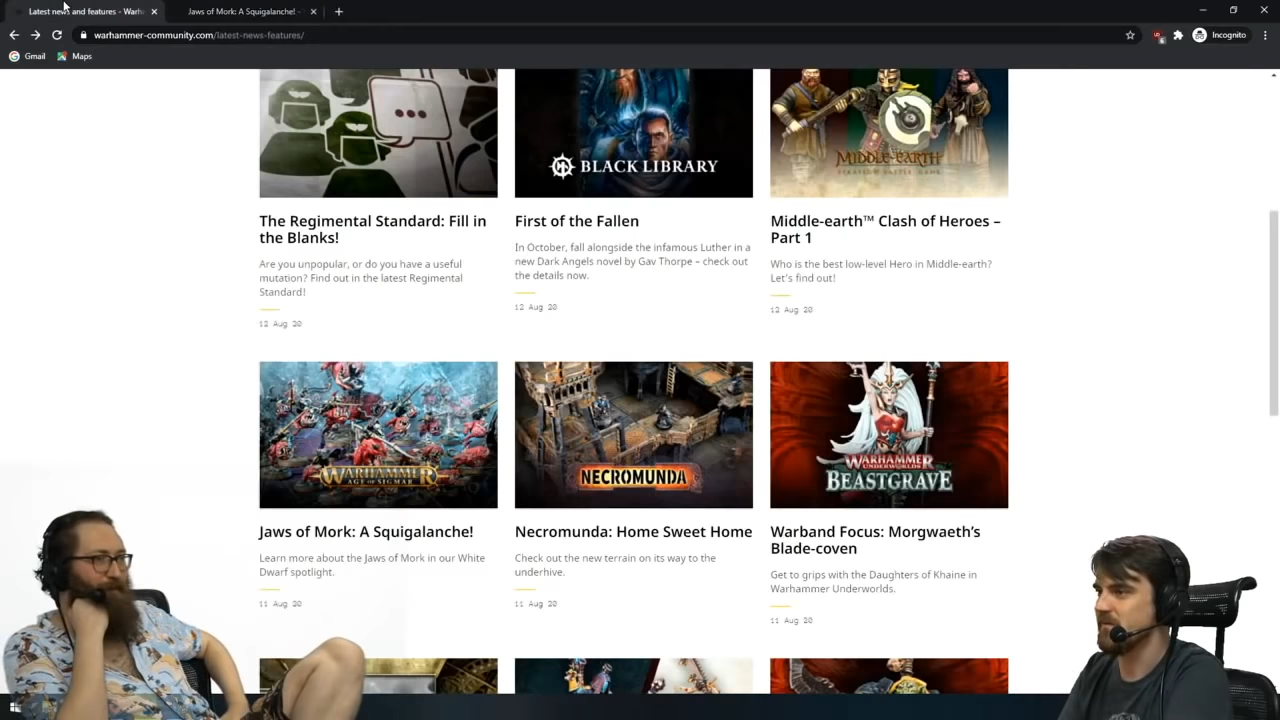 Latest news and features - Warh
Jaws of Mork: A Squigalanche! -
warhammer-community.com/latest-news-features/
Incognito
Gmail
Maps
BLACK LIBRARY
MIDDLE-EARTH
STRATEGY BATTLE GAME
The Regimental Standard: Fill in
the Blanks!
Are you unpopular, or do you have a useful
mutation? Find out in the latest Regimental
Standard!
12 Aug 20
First of the Fallen
In October, fall alongside the infamous Luther in a
new Dark Angels novel by Gav Thorpe – check out
the details now.
12 Aug 20
Middle-earth™ Clash of Heroes –
Part 1
Who is the best low-level Hero in Middle-earth?
Let's find out!
12 Aug 20
WARHAMMER
AGE OF SIGMAR
NECROMUNDA
WARHAMMER
UNDERWORLDS
BEASTGRAVE
Jaws of Mork: A Squigalanche!
Learn more about the Jaws of Mork in our White
Dwarf spotlight.
11 Aug 20
Necromunda: Home Sweet Home
Check out the new terrain on its way to the
underhive.
11 Aug 20
Warband Focus: Morgwaeth's
Blade-coven
Get to grips with the Daughters of Khaine in
Warhammer Underworlds.
11 Aug 20